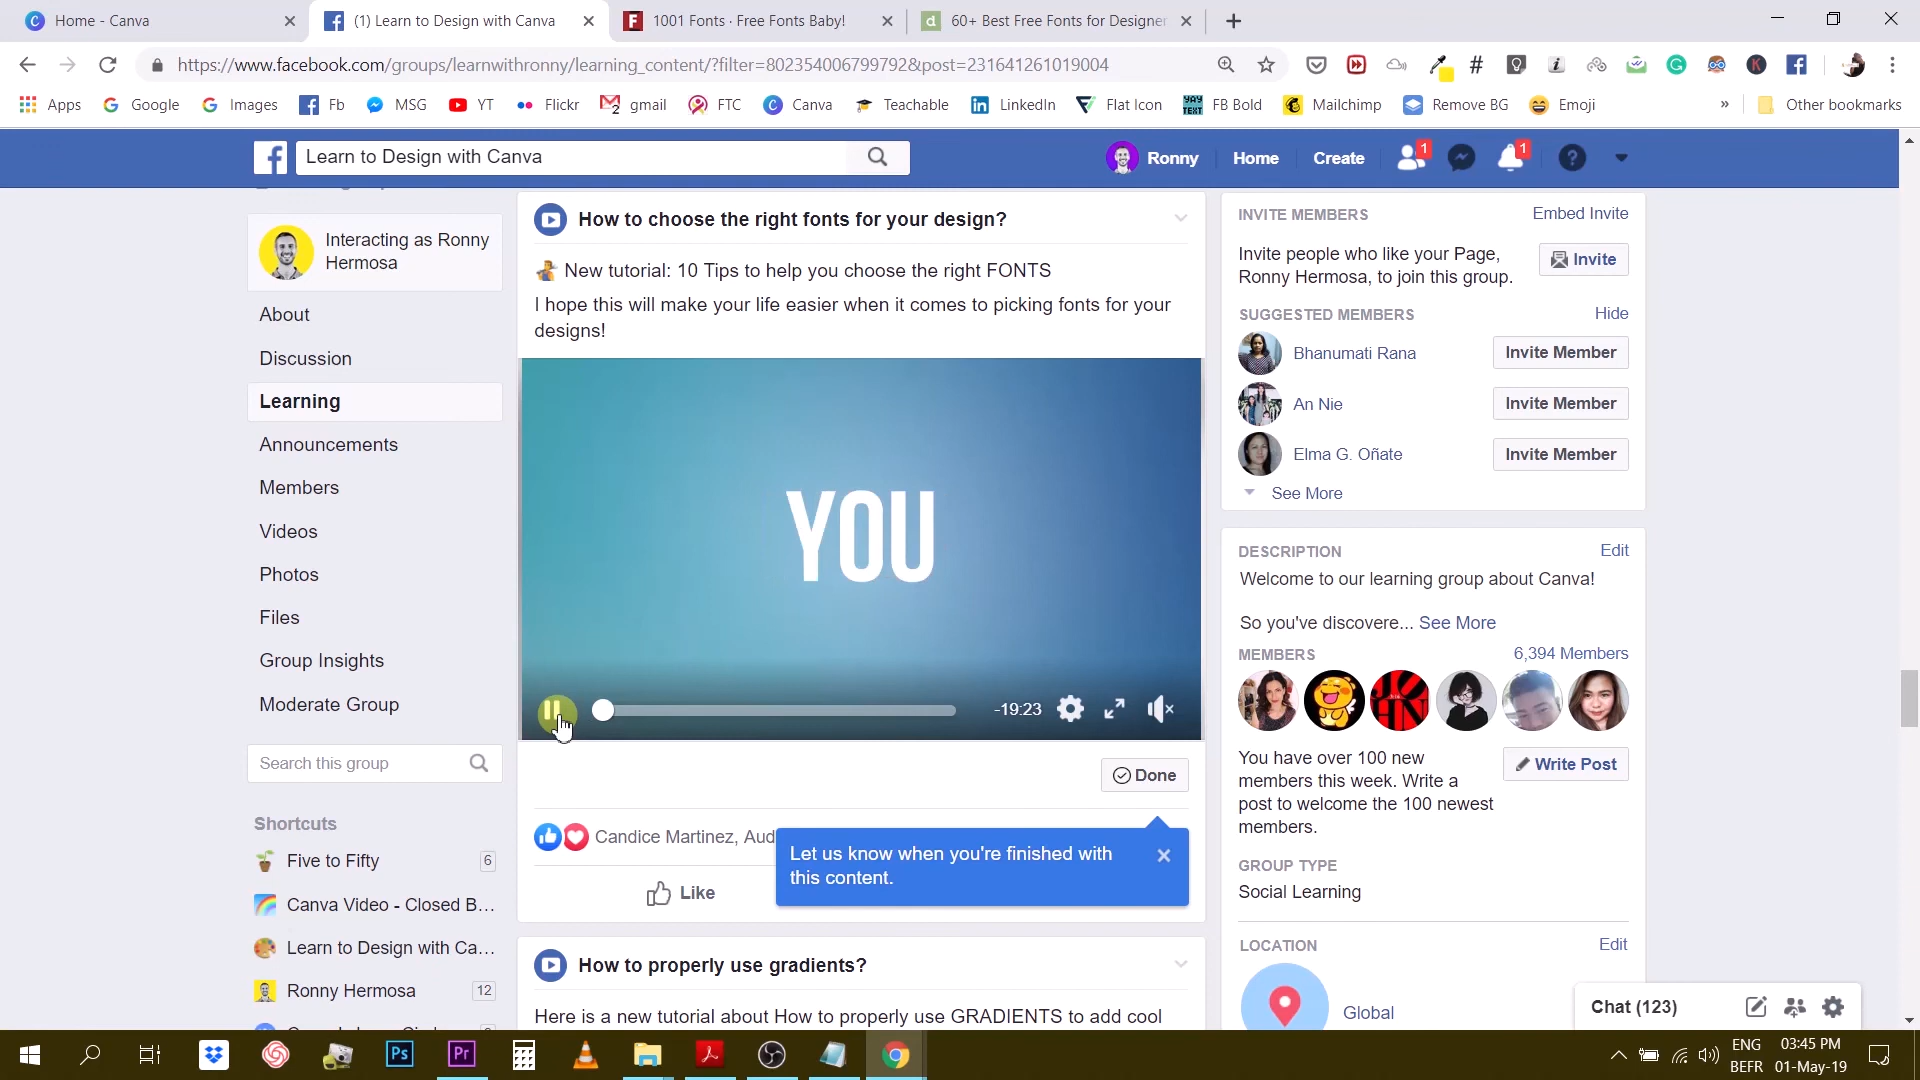 Home - Canva
(1) Learn to Design with Canva
1001 Fonts · Free Fonts Baby!
60+ Best Free Fonts for Designer
https://www.facebook.com/groups/learnwithronny/learning_content/?filter=802354006799792&post=231641261019004
Apps
Google
Images
Fb
MSG
YT
Flickr
gmail
FTC
Canva
Teachable
LinkedIn
Flat Icon
FB Bold
Mailchimp
Remove BG
Emoji
»
Other bookmarks
Learn to Design with Canva
Ronny
Home
Create
1
1
Interacting as Ronny
Hermosa
About
Discussion
Learning
Announcements
Members
Videos
Photos
Files
Group Insights
Moderate Group
Search this group
Shortcuts
Five to Fifty
6
Canva Video - Closed B...
Learn to Design with Ca...
Ronny Hermosa
12
How to choose the right fonts for your design?
New tutorial: 10 Tips to help you choose the right FONTS
I hope this will make your life easier when it comes to picking fonts for your
designs!
YOU
-19:23
Done
Candice Martinez, Aud
Let us know when you're finished with
this content.
Like
How to properly use gradients?
Here is a new tutorial about How to properly use GRADIENTS to add cool
INVITE MEMBERS
Embed Invite
Invite people who like your Page,
Ronny Hermosa, to join this group.
Invite
SUGGESTED MEMBERS
Hide
Bhanumati Rana
Invite Member
An Nie
Invite Member
Elma G. Oñate
Invite Member
See More
DESCRIPTION
Edit
Welcome to our learning group about Canva!
So you've discovere... See More
MEMBERS
6,394 Members
You have over 100 new
members this week. Write a
post to welcome the 100 newest
members.
Write Post
GROUP TYPE
Social Learning
LOCATION
Edit
Global
Chat (123)
Ps
Pr
ENG
BEFR
03:45 PM
01-May-19